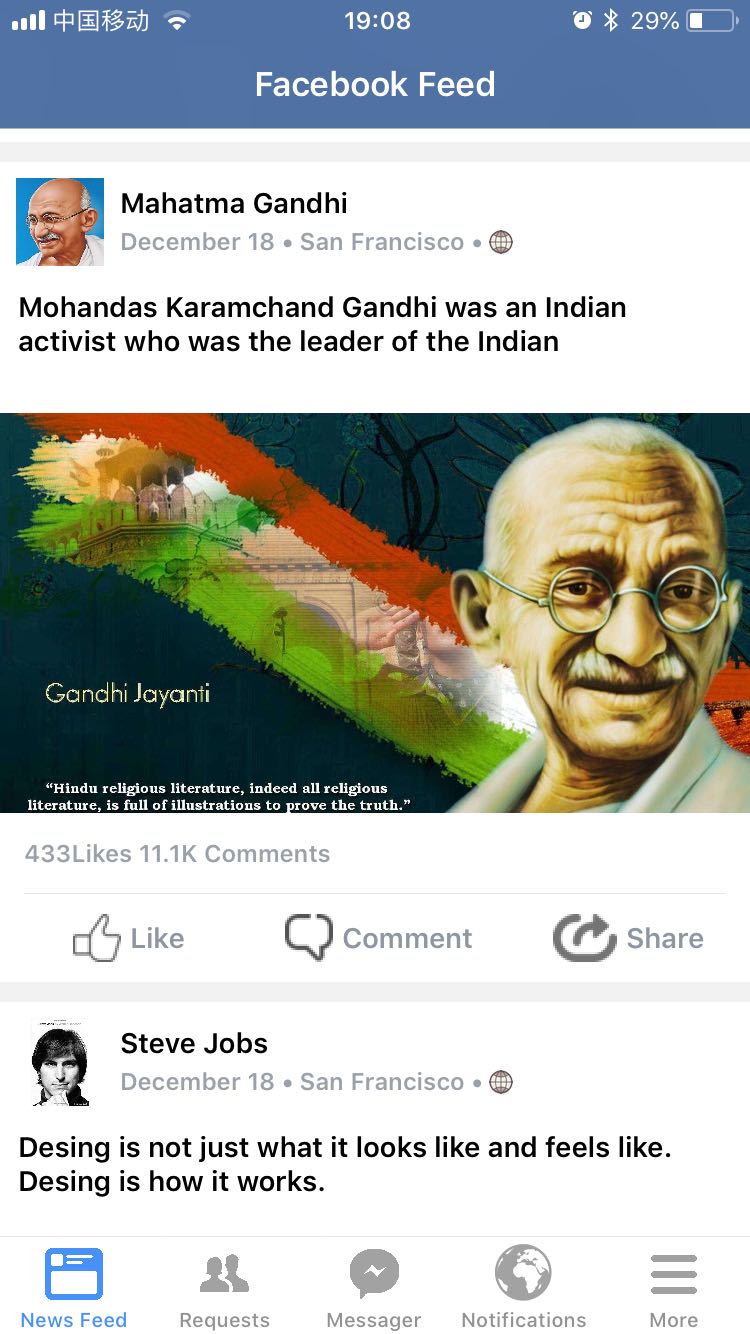 中国移动 19:08 29%
Facebook Feed
Mahatma Gandhi
December 18 • San Francisco •
Mohandas Karamchand Gandhi was an Indian
activist who was the leader of the Indian
Gandhi Jayanti
“Hindu religious literature, indeed all religious
literature, is full of illustrations to prove the truth.”
433Likes 11.1K Comments
Like Comment Share
Steve Jobs
December 18 • San Francisco •
Desing is not just what it looks like and feels like.
Desing is how it works.
News Feed Requests Messager Notifications More